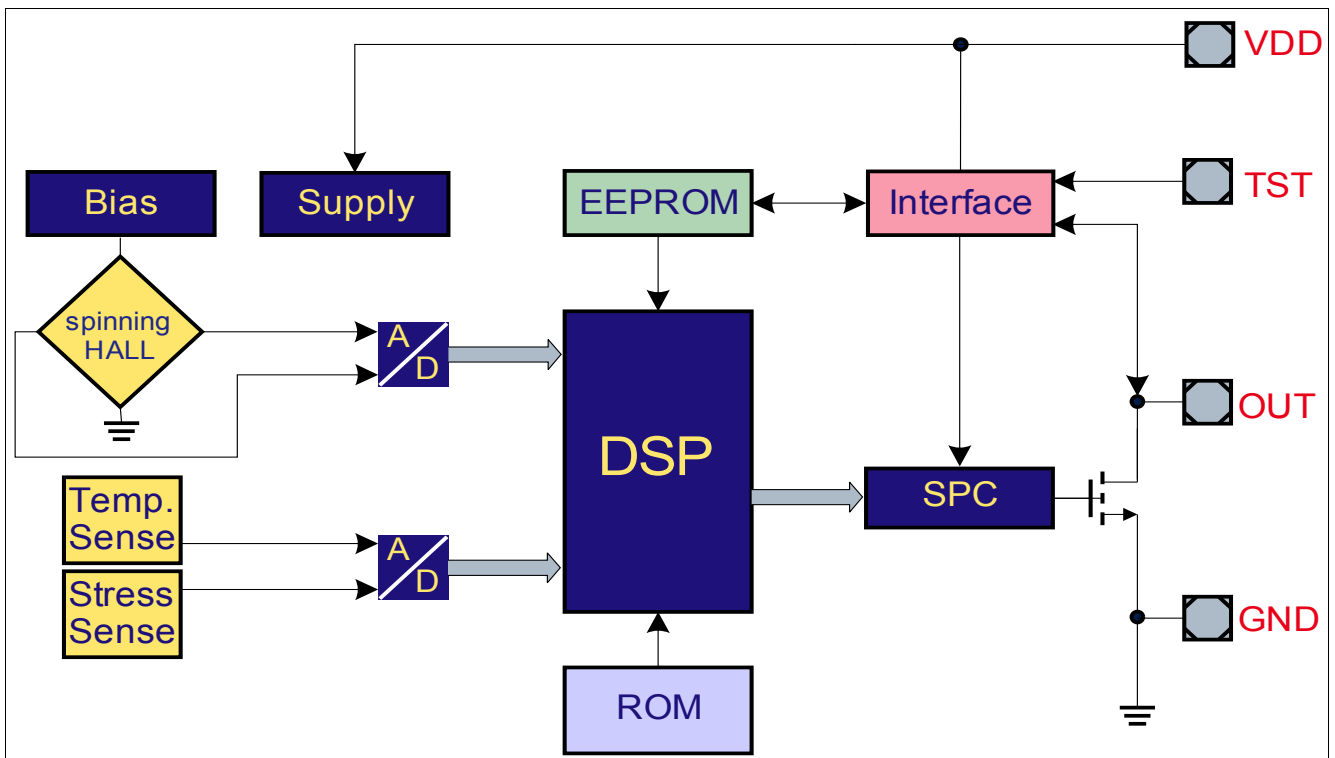 VDD
Bias
Supply
EEPROM
Interface
TST
spinning
HALL
A
D
DSP
OUT
Temp.
Sense
A
D
SPC
Stress
Sense
GND
ROM